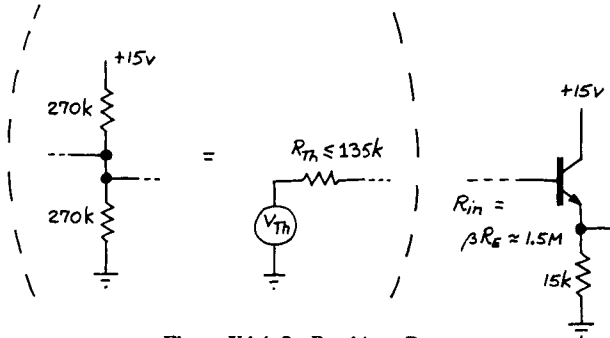 +15v
270k
270k
=
R_Th ≤ 135k
V_Th
+15v
R_in =
βR_E ≈ 1.5M
15k